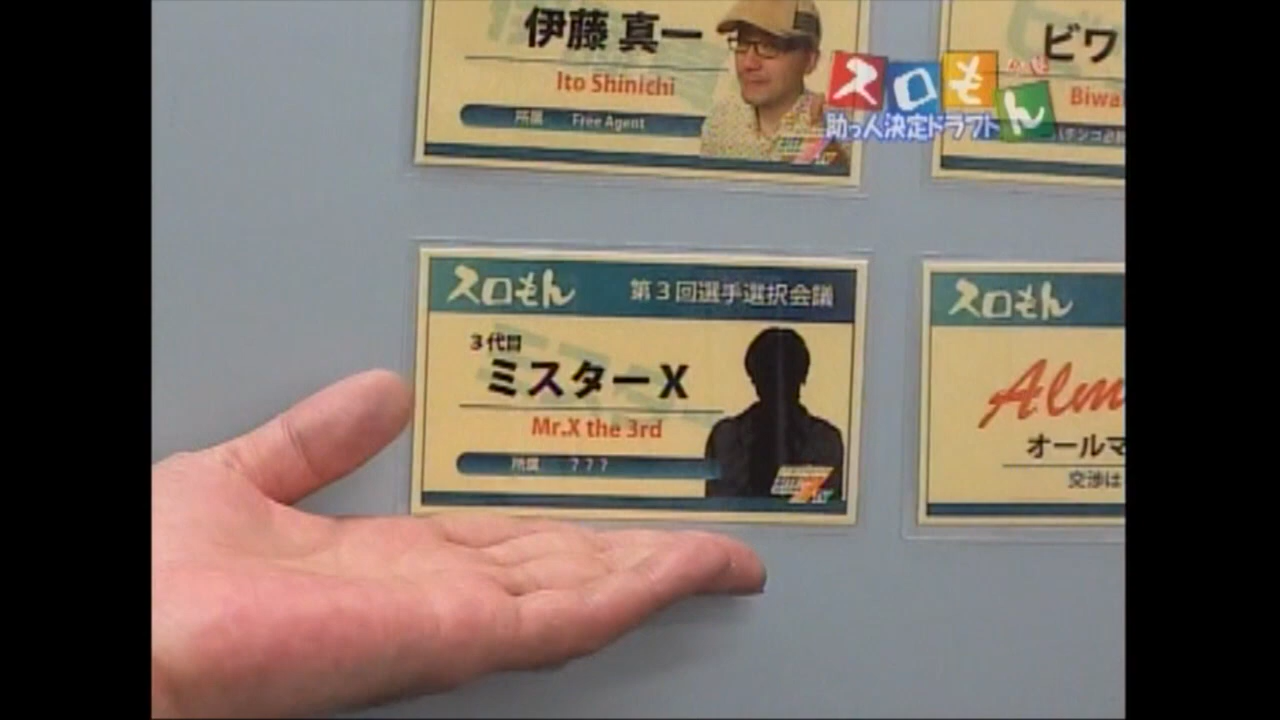 伊藤 真一
Ito Shinichi
所属 Free Agent
ビワ
Biwa
スロもん
助っ人決定ドラフト
スロもん 第3回選手選択会議
3代目
ミスターX
Mr.X the 3rd
所属 ???
スロもん
Alm
オールマ
交渉は